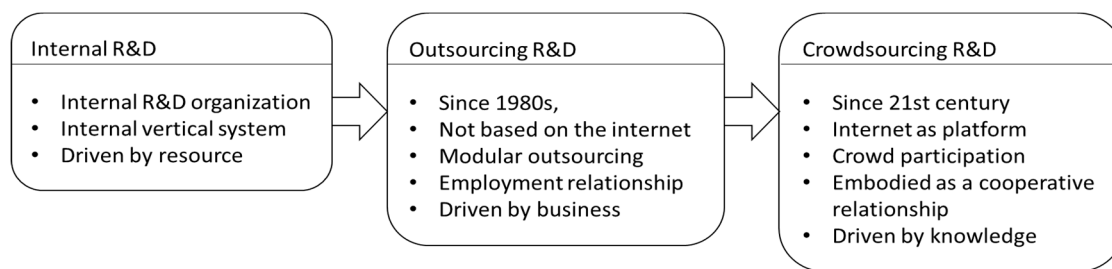 Internal R&D
• Internal R&D organization
• Internal vertical system
• Driven by resource
Outsourcing R&D
• Since 1980s,
• Not based on the internet
• Modular outsourcing
• Employment relationship
• Driven by business
Crowdsourcing R&D
• Since 21st century
• Internet as platform
• Crowd participation
• Embodied as a cooperative
relationship
• Driven by knowledge